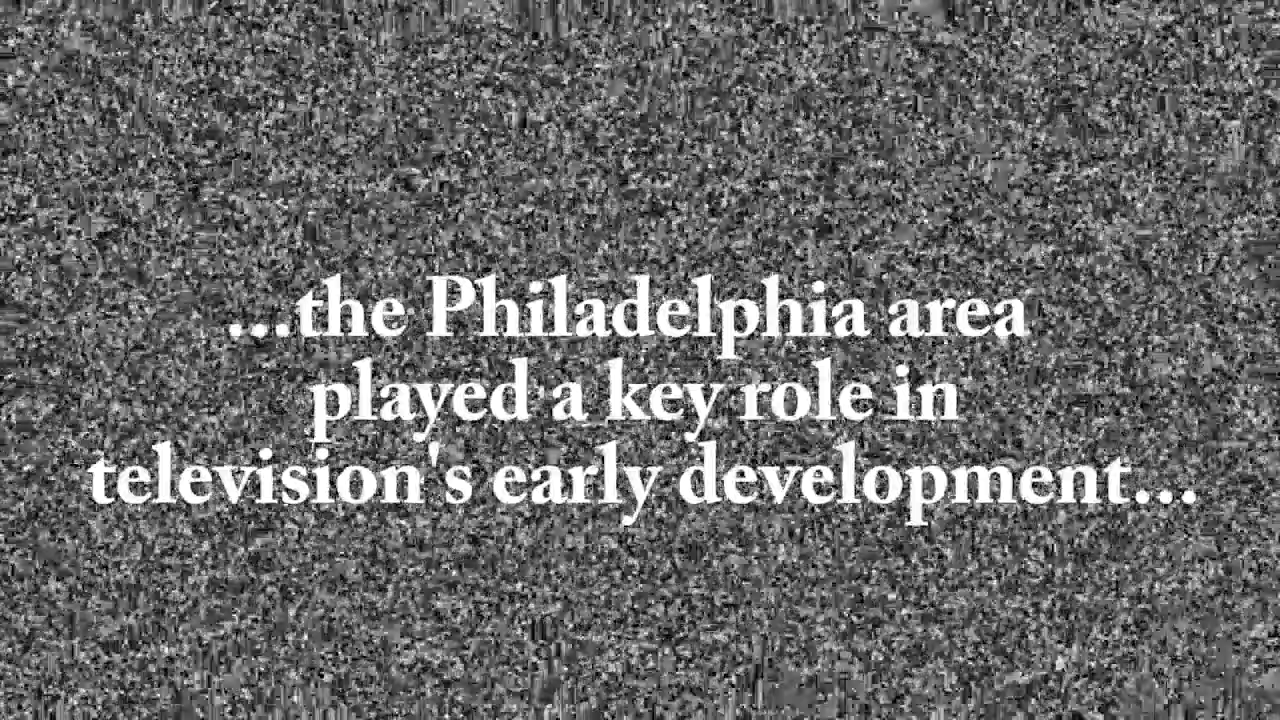 ...the Philadelphia area
played a key role in
television's early development...